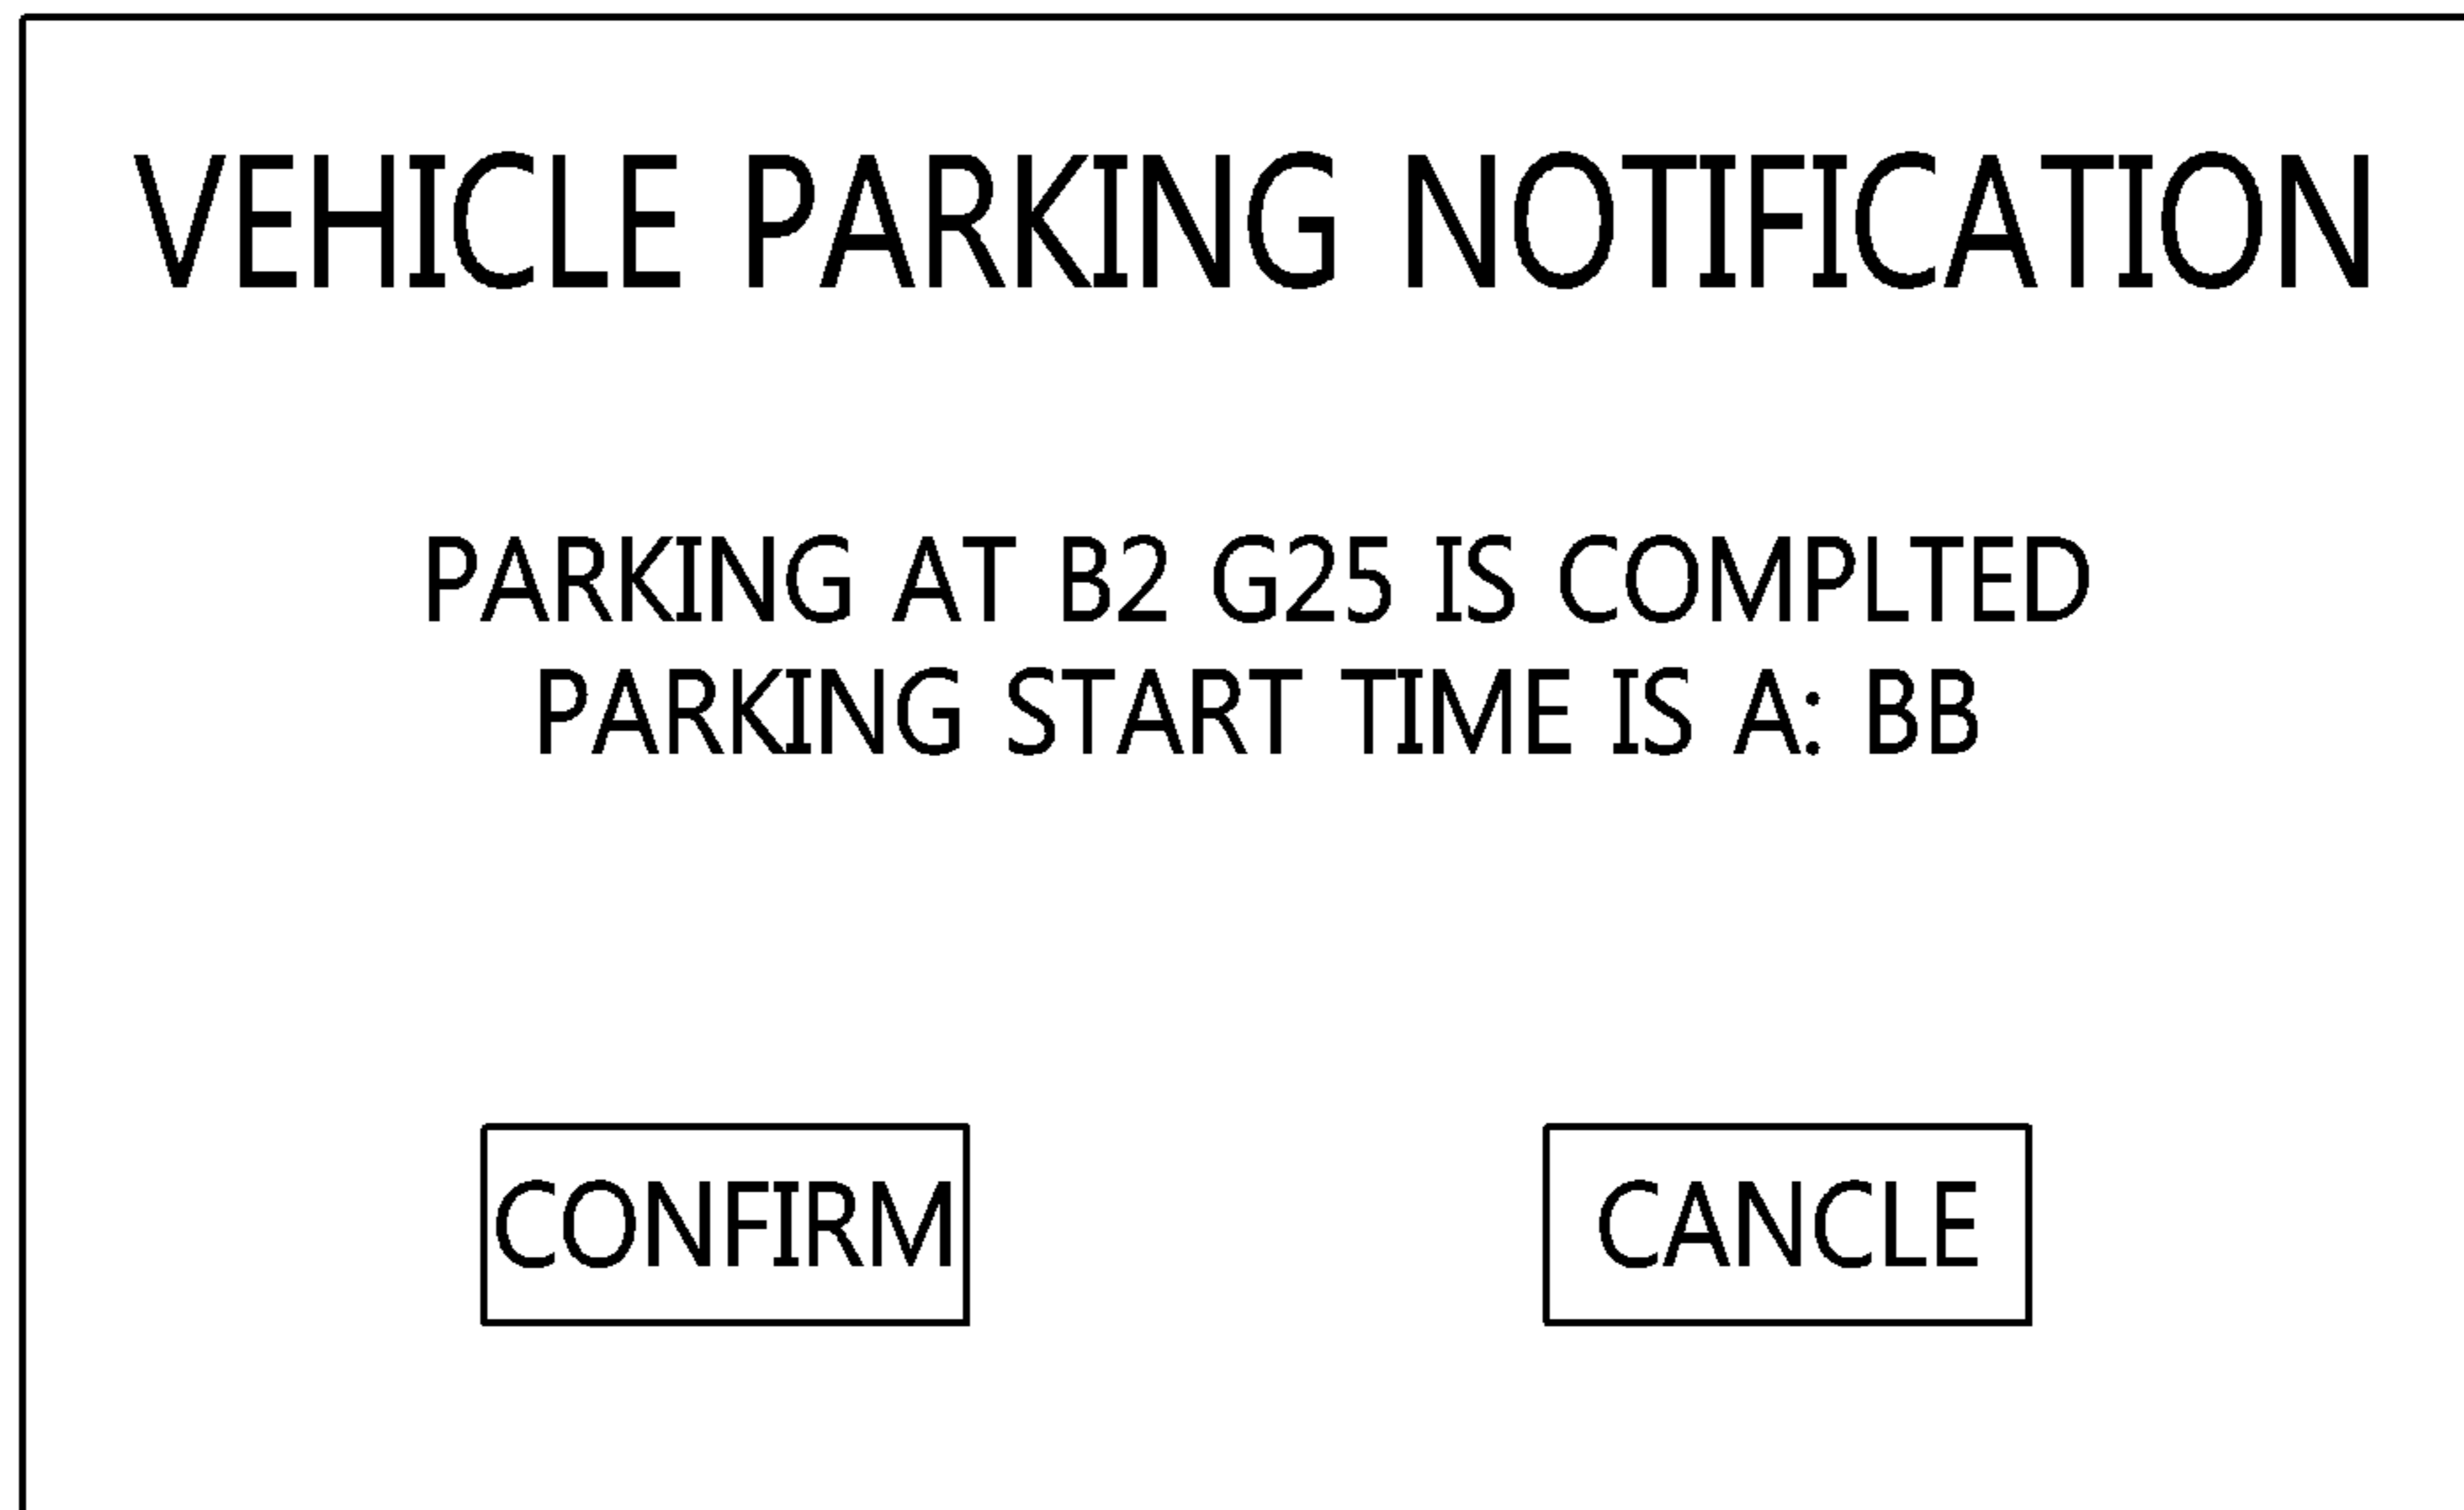 VEHICLE PARKING NOTIFICATION
PARKING AT B2 G25 IS COMPLTED
PARKING START TIME IS A: BB
CONFIRM
CANCLE